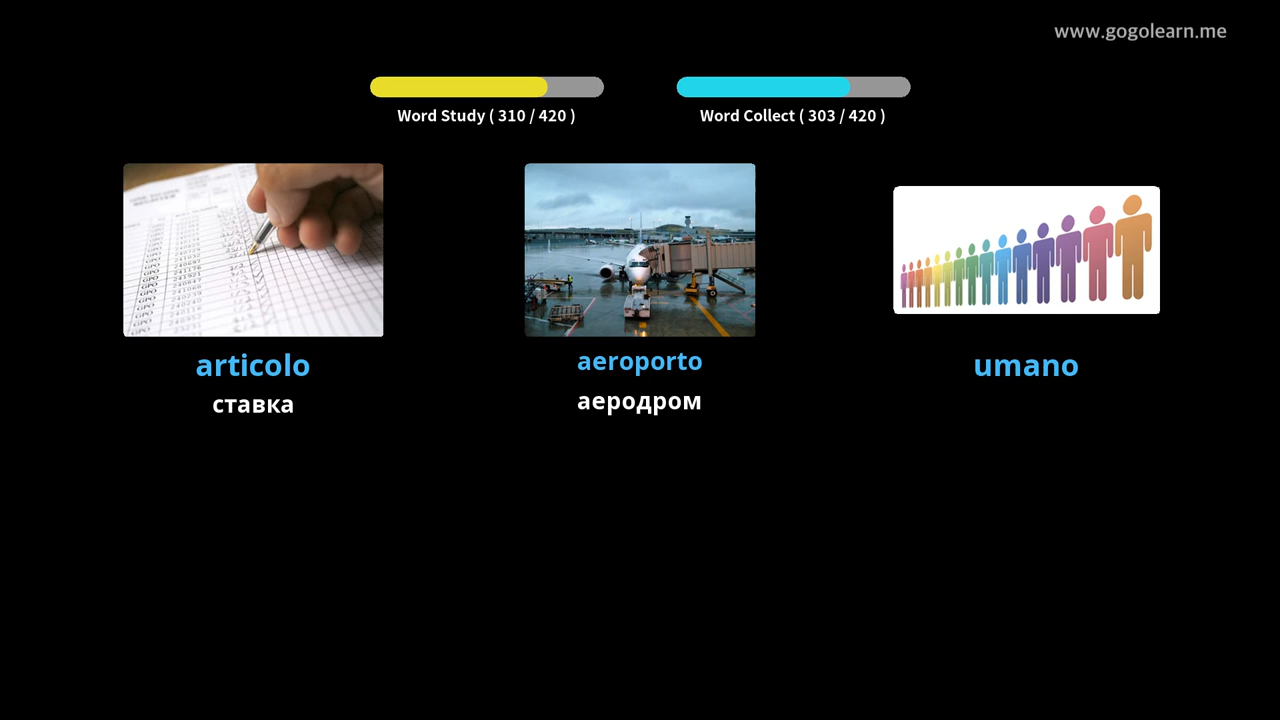 www.gogolearn.me
Word Study ( 310 / 420 )
Word Collect ( 303 / 420 )
articolo
ставка
aeroporto
аеродром
umano